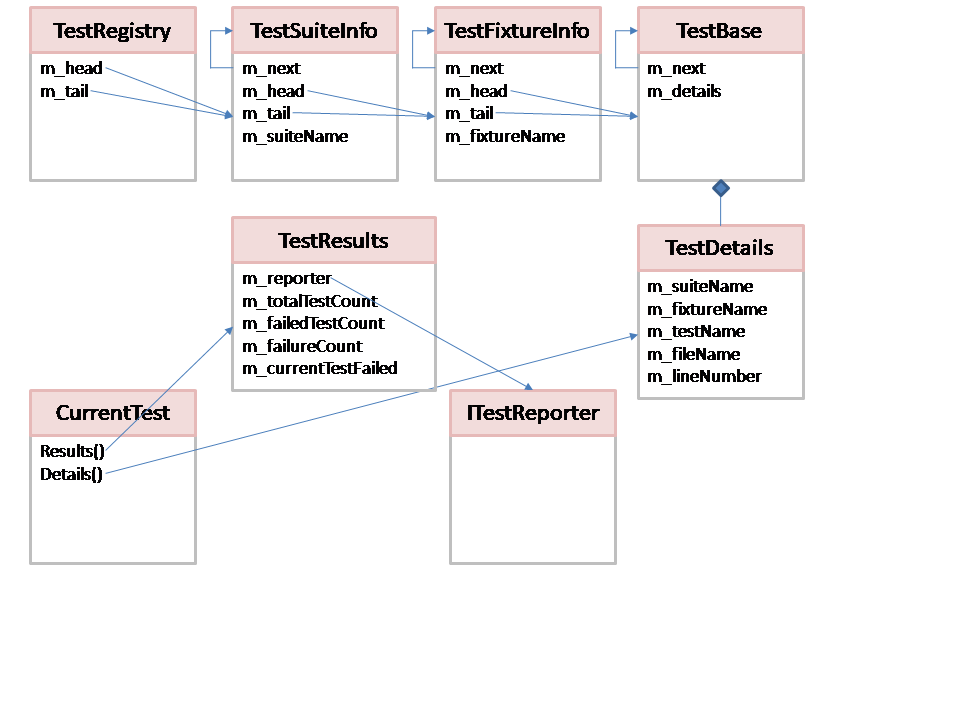 TestRegistry
m_head
m_tail
TestSuiteInfo
m_next
m_head
m_tail
m_suiteName
TestFixtureInfo
m_next
m_head
m_tail
m_fixtureName
TestBase
m_next
m_details
TestResults
m_reporter
m_totalTestCount
m_failedTestCount
m_failureCount
m_currentTestFailed
TestDetails
m_suiteName
m_fixtureName
m_testName
m_fileName
m_lineNumber
CurrentTest
Results()
Details()
ITestReporter